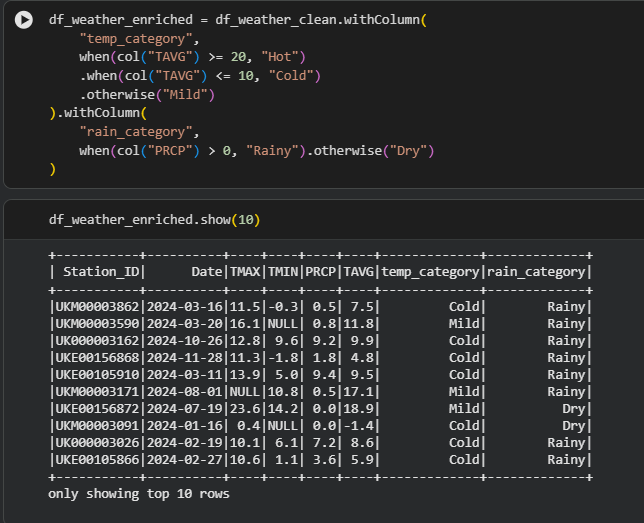 df_weather_enriched = df_weather_clean.withColumn(
    "temp_category",
    when(col("TAVG") >= 20, "Hot")
    .when(col("TAVG") <= 10, "Cold")
    .otherwise("Mild")
).withColumn(
    "rain_category",
    when(col("PRCP") > 0, "Rainy").otherwise("Dry")
)
df_weather_enriched.show(10)
+-----------+----------+----+----+----+----+-------------+-------------+
| Station_ID|      Date|TMAX|TMIN|PRCP|TAVG|temp_category|rain_category|
+-----------+----------+----+----+----+----+-------------+-------------+
|UKM00003862|2024-03-16|11.5|-0.3| 0.5| 7.5|         Cold|        Rainy|
|UKM00003590|2024-03-20|16.1|NULL| 0.8|11.8|         Mild|        Rainy|
|UK000003162|2024-10-26|12.8| 9.6| 9.2| 9.9|         Cold|        Rainy|
|UKE00156868|2024-11-28|11.3|-1.8| 1.8| 4.8|         Cold|        Rainy|
|UKE00105910|2024-03-11|13.9| 5.0| 9.4| 9.5|         Cold|        Rainy|
|UKM00003171|2024-08-01|NULL|10.8| 0.5|17.1|         Mild|        Rainy|
|UKE00156872|2024-07-19|23.6|14.2| 0.0|18.9|         Mild|          Dry|
|UKM00003091|2024-01-16| 0.4|NULL| 0.0|-1.4|         Cold|          Dry|
|UK000003026|2024-02-19|10.1| 6.1| 7.2| 8.6|         Cold|        Rainy|
|UKE00105866|2024-02-27|10.6| 1.1| 3.6| 5.9|         Cold|        Rainy|
+-----------+----------+----+----+----+----+-------------+-------------+
only showing top 10 rows